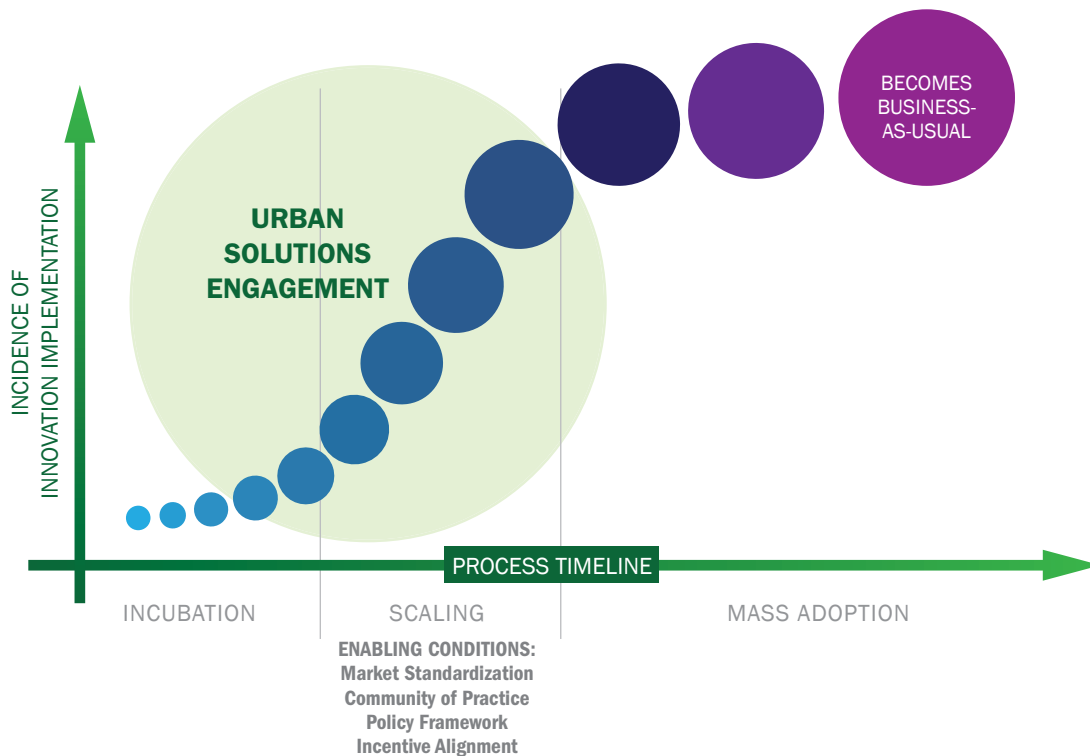 BECOMES
BUSINESS-
AS-USUAL
URBAN
SOLUTIONS
ENGAGEMENT
INCIDENCE OF
INNOVATION IMPLEMENTATION
PROCESS TIMELINE
INCUBATION
SCALING
MASS ADOPTION
ENABLING CONDITIONS:
Market Standardization
Community of Practice
Policy Framework
Incentive Alignment